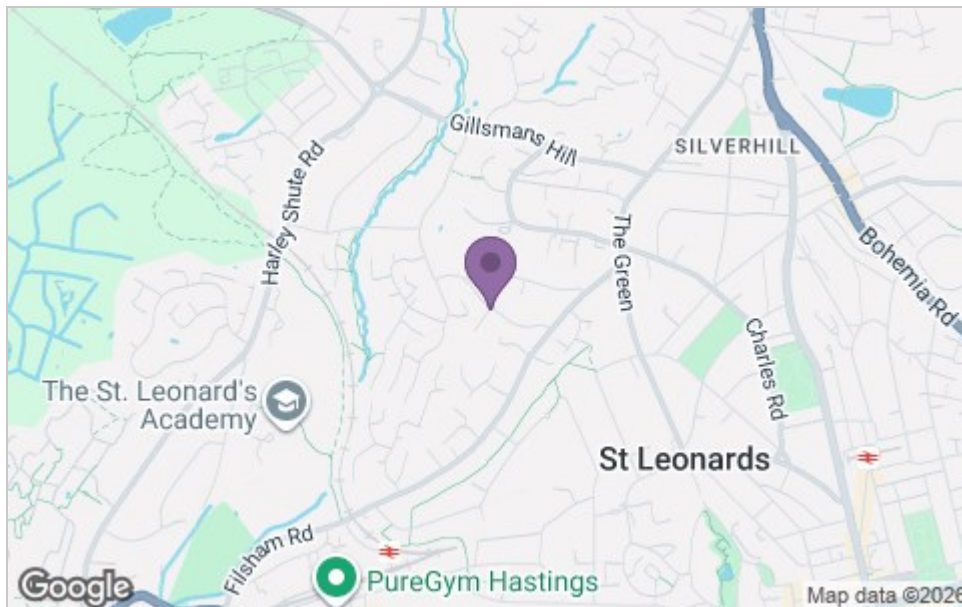 Gillsmans Hill
SILVERHILL
Harley Shute Rd
The Green
Bohemia Rd
Charles Rd
The St. Leonard's
Academy
St Leonards
Filsham Rd
PureGym Hastings
Google
Map data ©2026